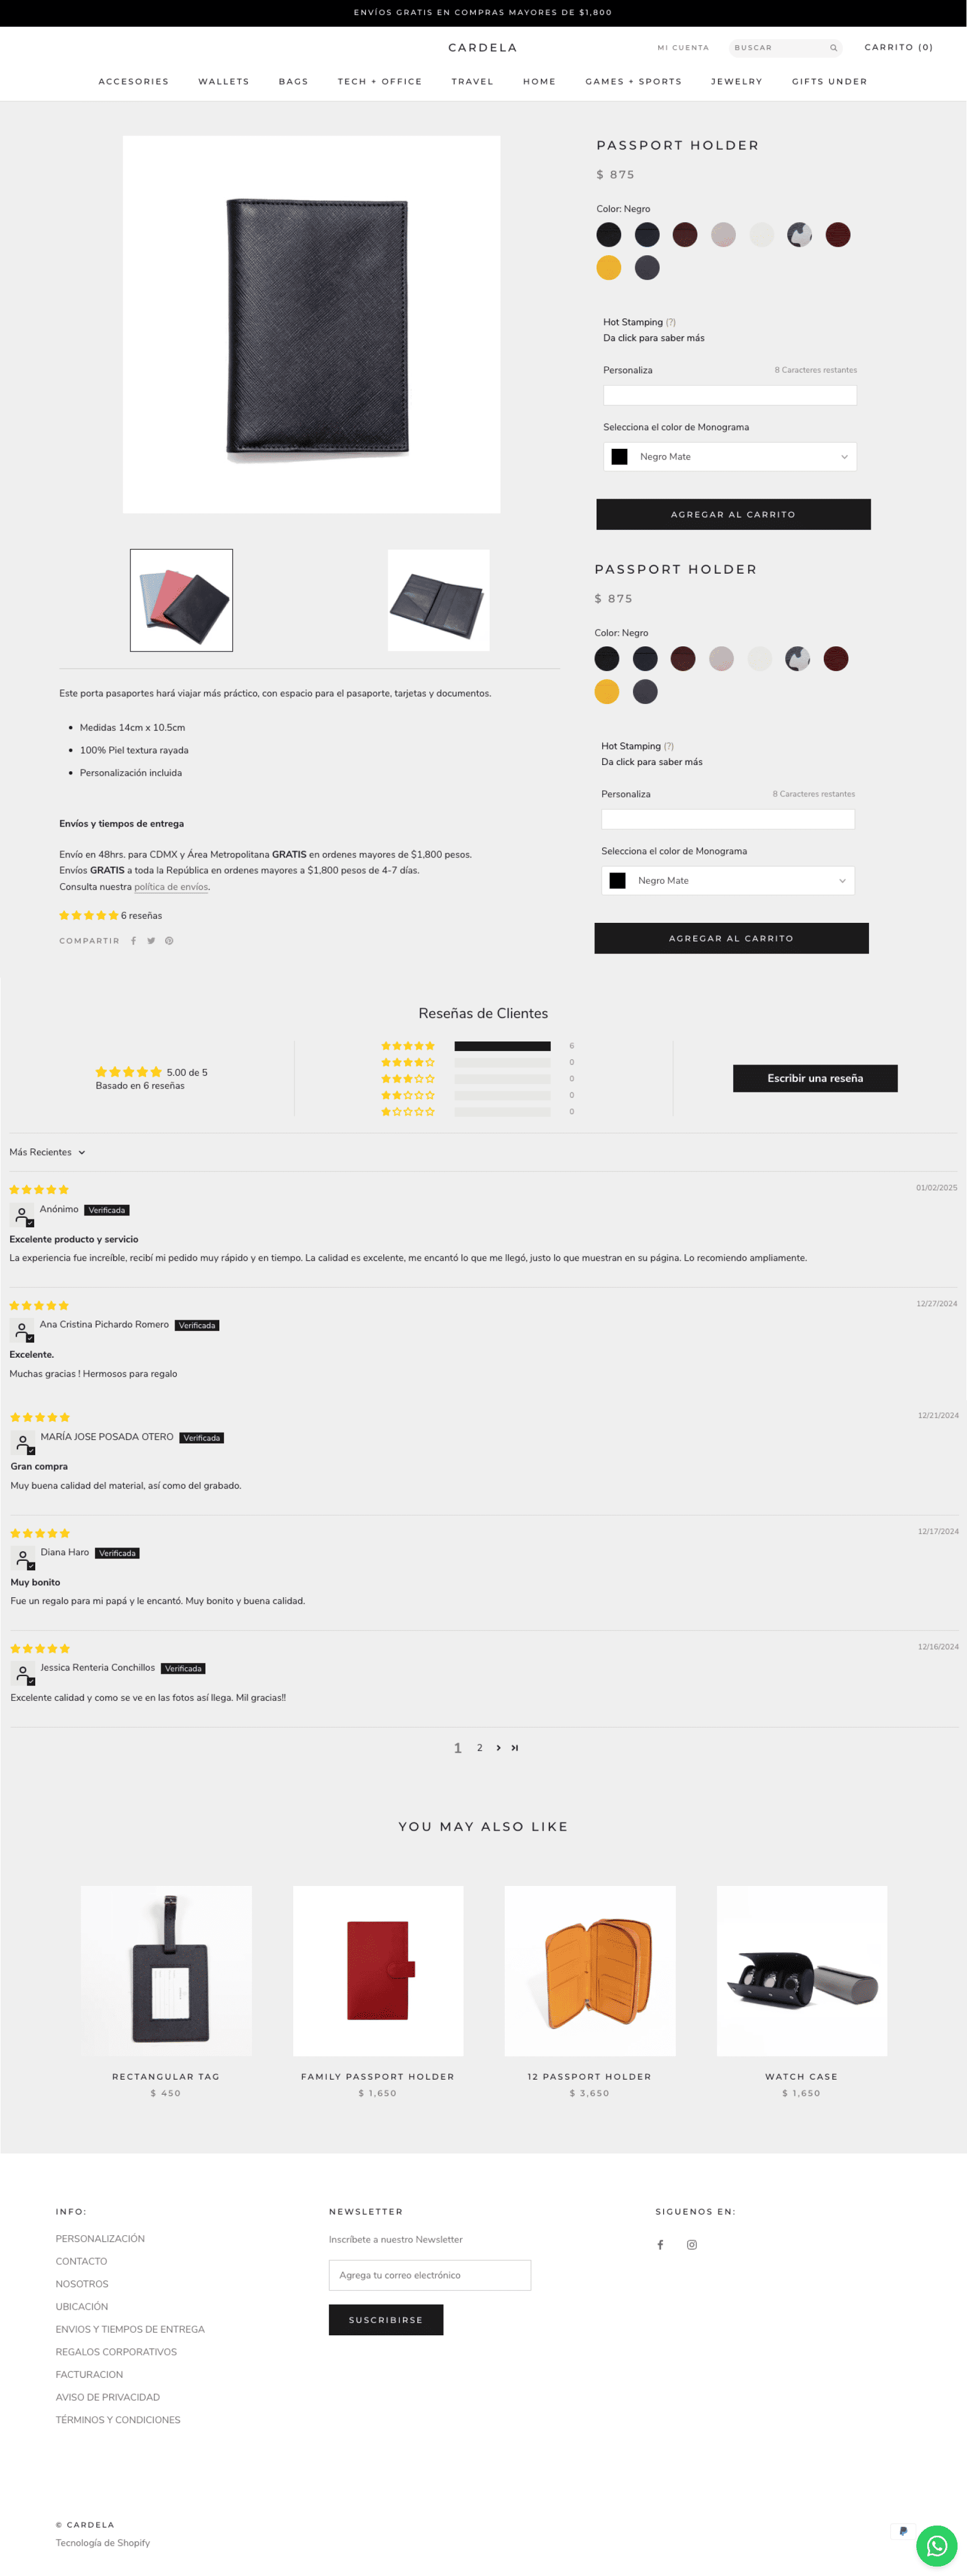 ENVÍOS GRATIS EN COMPRAS MAYORES DE $1,800
CARDELA
MI CUENTA
BUSCAR
CARRITO (0)
ACCESORIES WALLETS BAGS TECH + OFFICE TRAVEL HOME GAMES + SPORTS JEWELRY GIFTS UNDER
PASSPORT HOLDER
$ 875
Color: Negro
Hot Stamping (?)
Da click para saber más
Personaliza 8 Caracteres restantes
Selecciona el color de Monograma
Negro Mate
AGREGAR AL CARRITO
PASSPORT HOLDER
$ 875
Color: Negro
Hot Stamping (?)
Da click para saber más
Personaliza 8 Caracteres restantes
Selecciona el color de Monograma
Negro Mate
AGREGAR AL CARRITO
Este porta pasaportes hará viajar más práctico, con espacio para el pasaporte, tarjetas y documentos.
• Medidas 14cm x 10.5cm
• 100% Piel textura rayada
• Personalización incluida
Envíos y tiempos de entrega
Envío en 48hrs. para CDMX y Área Metropolitana GRATIS en ordenes mayores de $1,800 pesos.
Envíos GRATIS a toda la República en ordenes mayores a $1,800 pesos de 4-7 días.
Consulta nuestra política de envíos.
6 reseñas
COMPARTIR
Reseñas de Clientes
5.00 de 5
Basado en 6 reseñas
6
0
0
0
0
Escribir una reseña
Más Recientes
01/02/2025
Anónimo Verificada
Excelente producto y servicio
La experiencia fue increíble, recibí mi pedido muy rápido y en tiempo. La calidad es excelente, me encantó lo que me llegó, justo lo que muestran en su página. Lo recomiendo ampliamente.
12/27/2024
Ana Cristina Pichardo Romero Verificada
Excelente.
Muchas gracias ! Hermosos para regalo
12/21/2024
MARÍA JOSE POSADA OTERO Verificada
Gran compra
Muy buena calidad del material, así como del grabado.
12/17/2024
Diana Haro Verificada
Muy bonito
Fue un regalo para mi papá y le encantó. Muy bonito y buena calidad.
12/16/2024
Jessica Renteria Conchillos Verificada
Excelente calidad y como se ve en las fotos así llega. Mil gracias!!
1 2
YOU MAY ALSO LIKE
RECTANGULAR TAG
$ 450
FAMILY PASSPORT HOLDER
$ 1,650
12 PASSPORT HOLDER
$ 3,650
WATCH CASE
$ 1,650
INFO:
PERSONALIZACIÓN
CONTACTO
NOSOTROS
UBICACIÓN
ENVIOS Y TIEMPOS DE ENTREGA
REGALOS CORPORATIVOS
FACTURACION
AVISO DE PRIVACIDAD
TÉRMINOS Y CONDICIONES
NEWSLETTER
Inscríbete a nuestro Newsletter
Agrega tu correo electrónico
SUSCRIBIRSE
SIGUENOS EN:
© CARDELA
Tecnología de Shopify